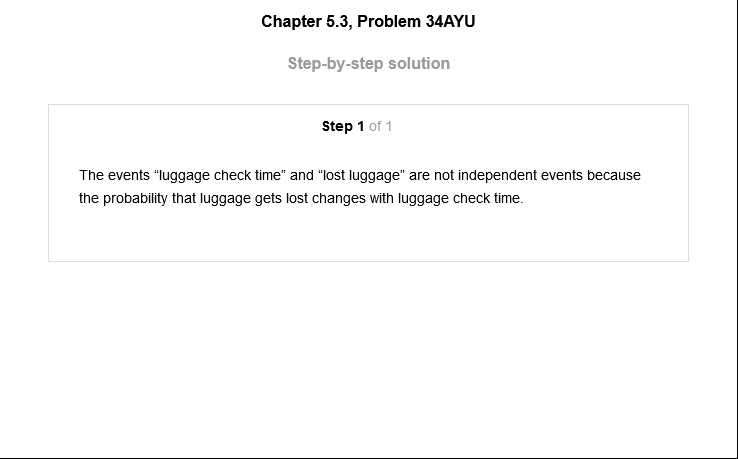 Chapter 5.3, Problem 34AYU
Step-by-step solution
Step 1 of 1
The events “luggage check time” and “lost luggage” are not independent events because
the probability that luggage gets lost changes with luggage check time.